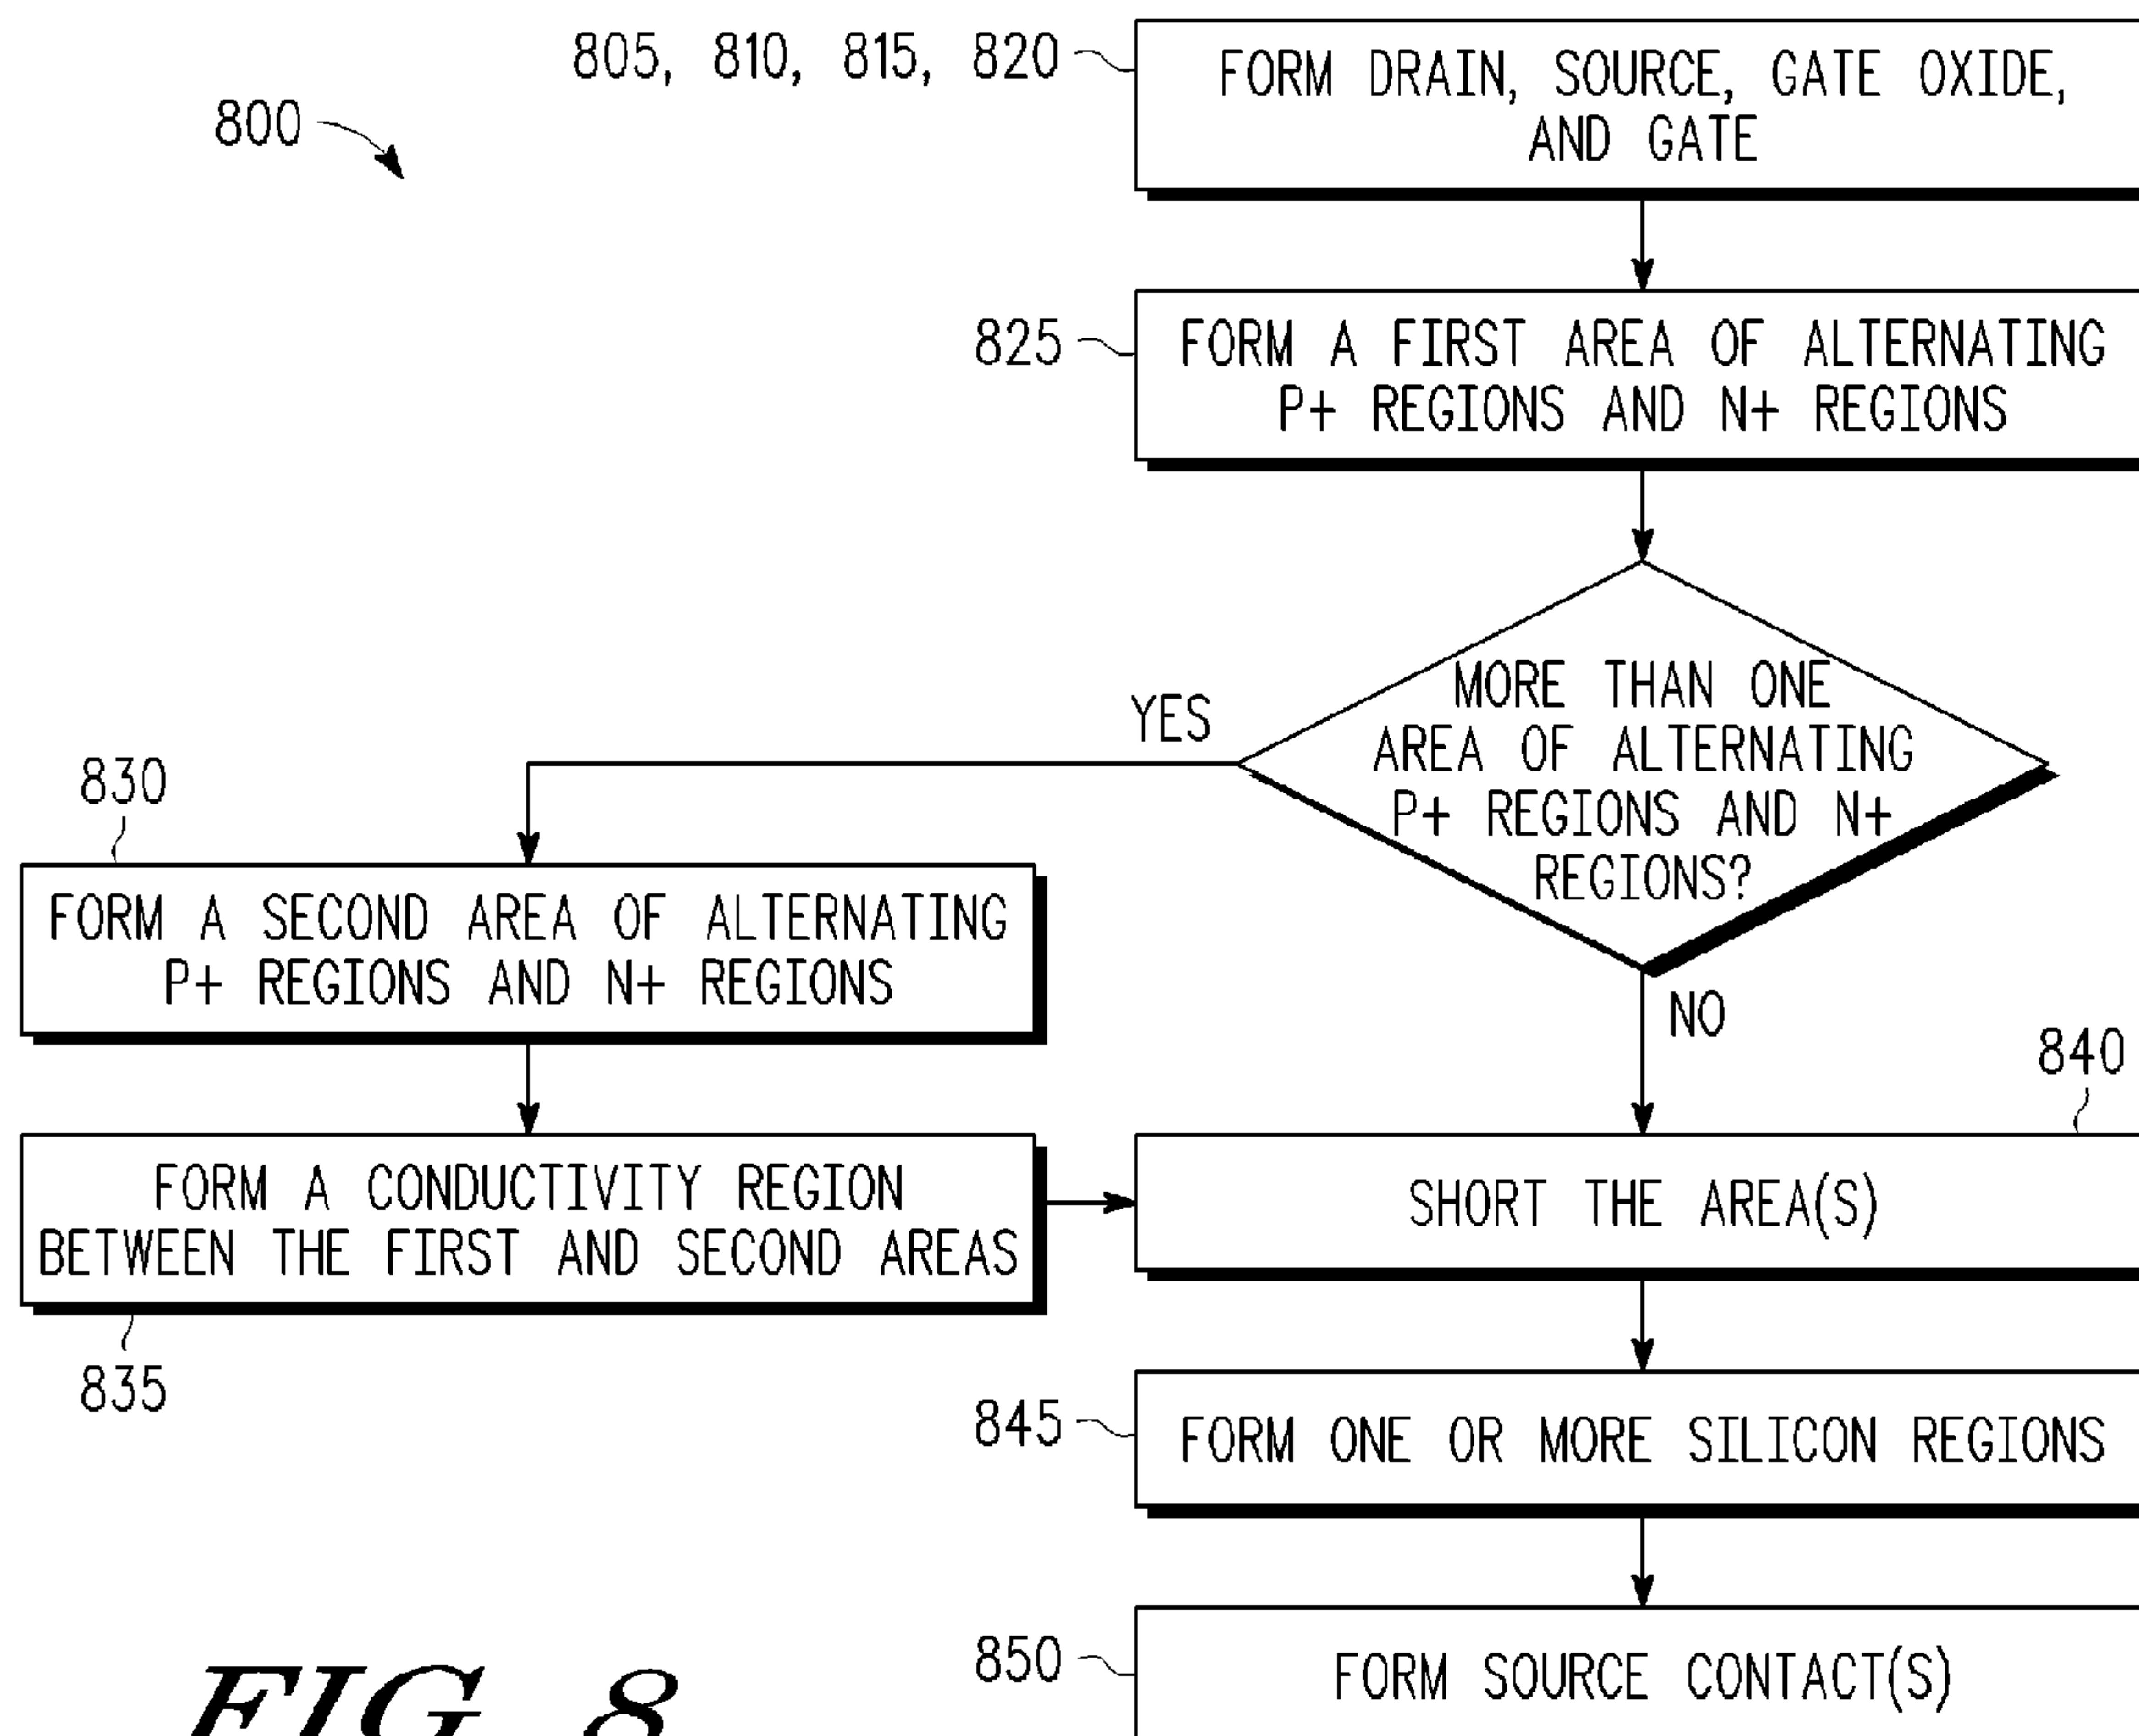 805, 810, 815, 820
FORM DRAIN, SOURCE, GATE OXIDE,
AND GATE
800
825
FORM A FIRST AREA OF ALTERNATING
P+ REGIONS AND N+ REGIONS
MORE THAN ONE
AREA OF ALTERNATING
P+ REGIONS AND N+
REGIONS?
YES
NO
830
FORM A SECOND AREA OF ALTERNATING
P+ REGIONS AND N+ REGIONS
FORM A CONDUCTIVITY REGION
BETWEEN THE FIRST AND SECOND AREAS
835
840
SHORT THE AREA(S)
845
FORM ONE OR MORE SILICON REGIONS
850
FORM SOURCE CONTACT(S)
FIG 8